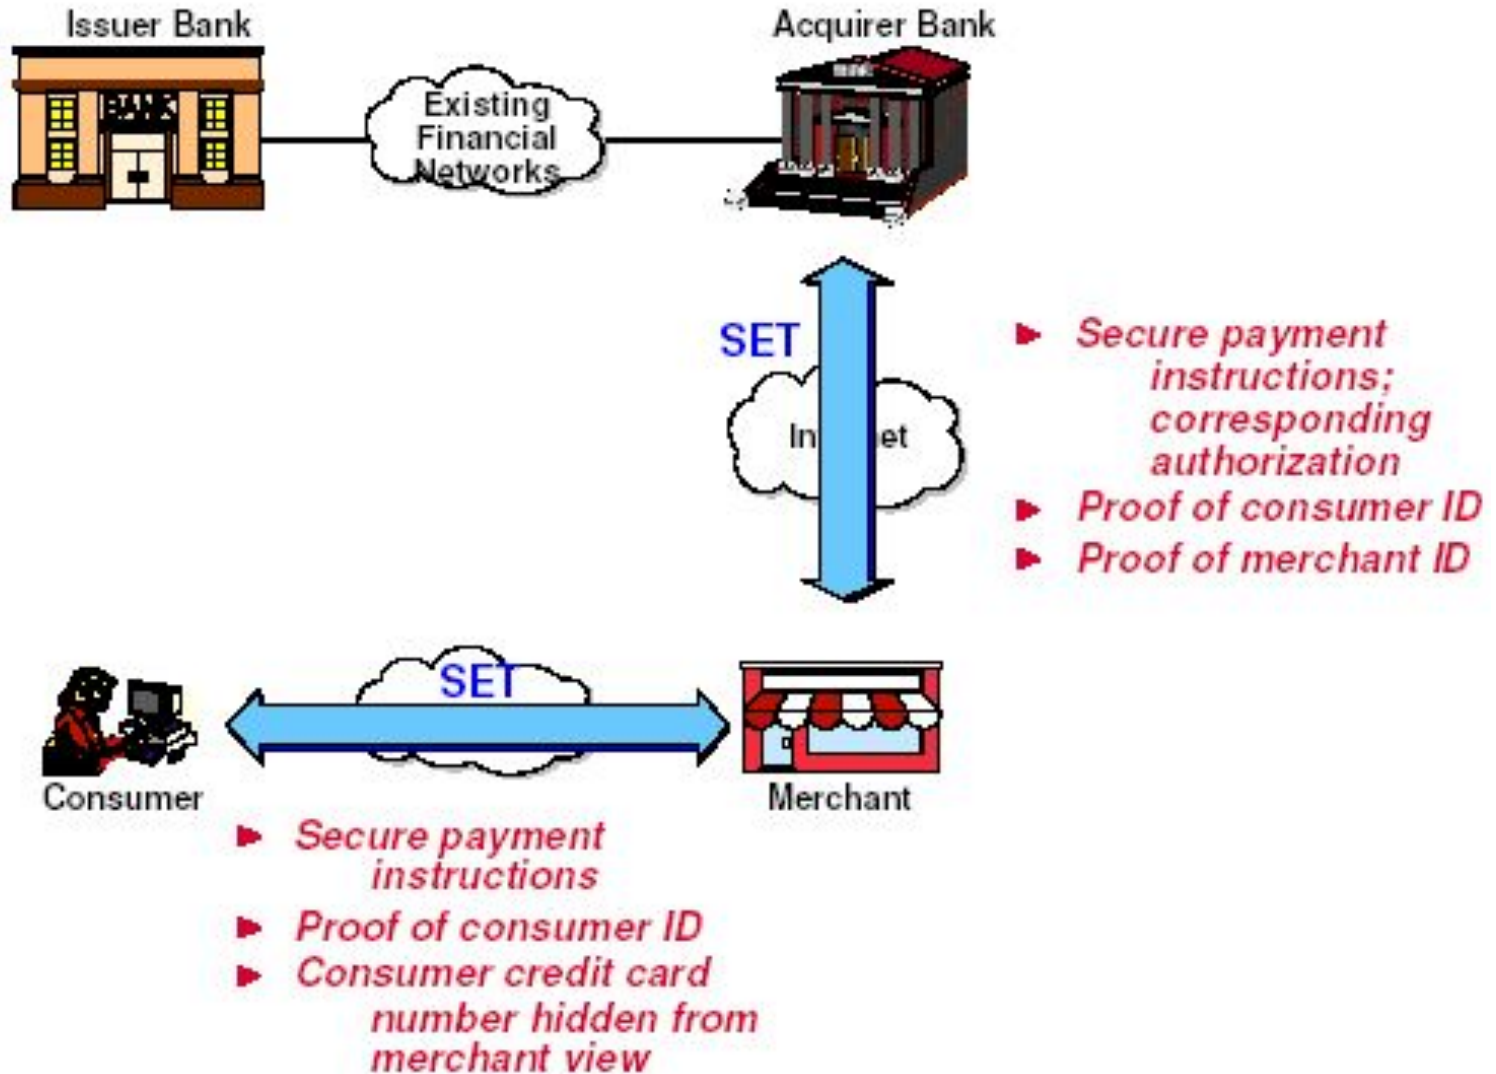 Issuer Bank
Acquirer Bank
BANK
Existing
Financial
Networks
SET
► Secure payment
instructions;
corresponding
authorization
► Proof of consumer ID
► Proof of merchant ID
SET
Consumer
Merchant
► Secure payment
instructions
► Proof of consumer ID
► Consumer credit card
number hidden from
merchant view